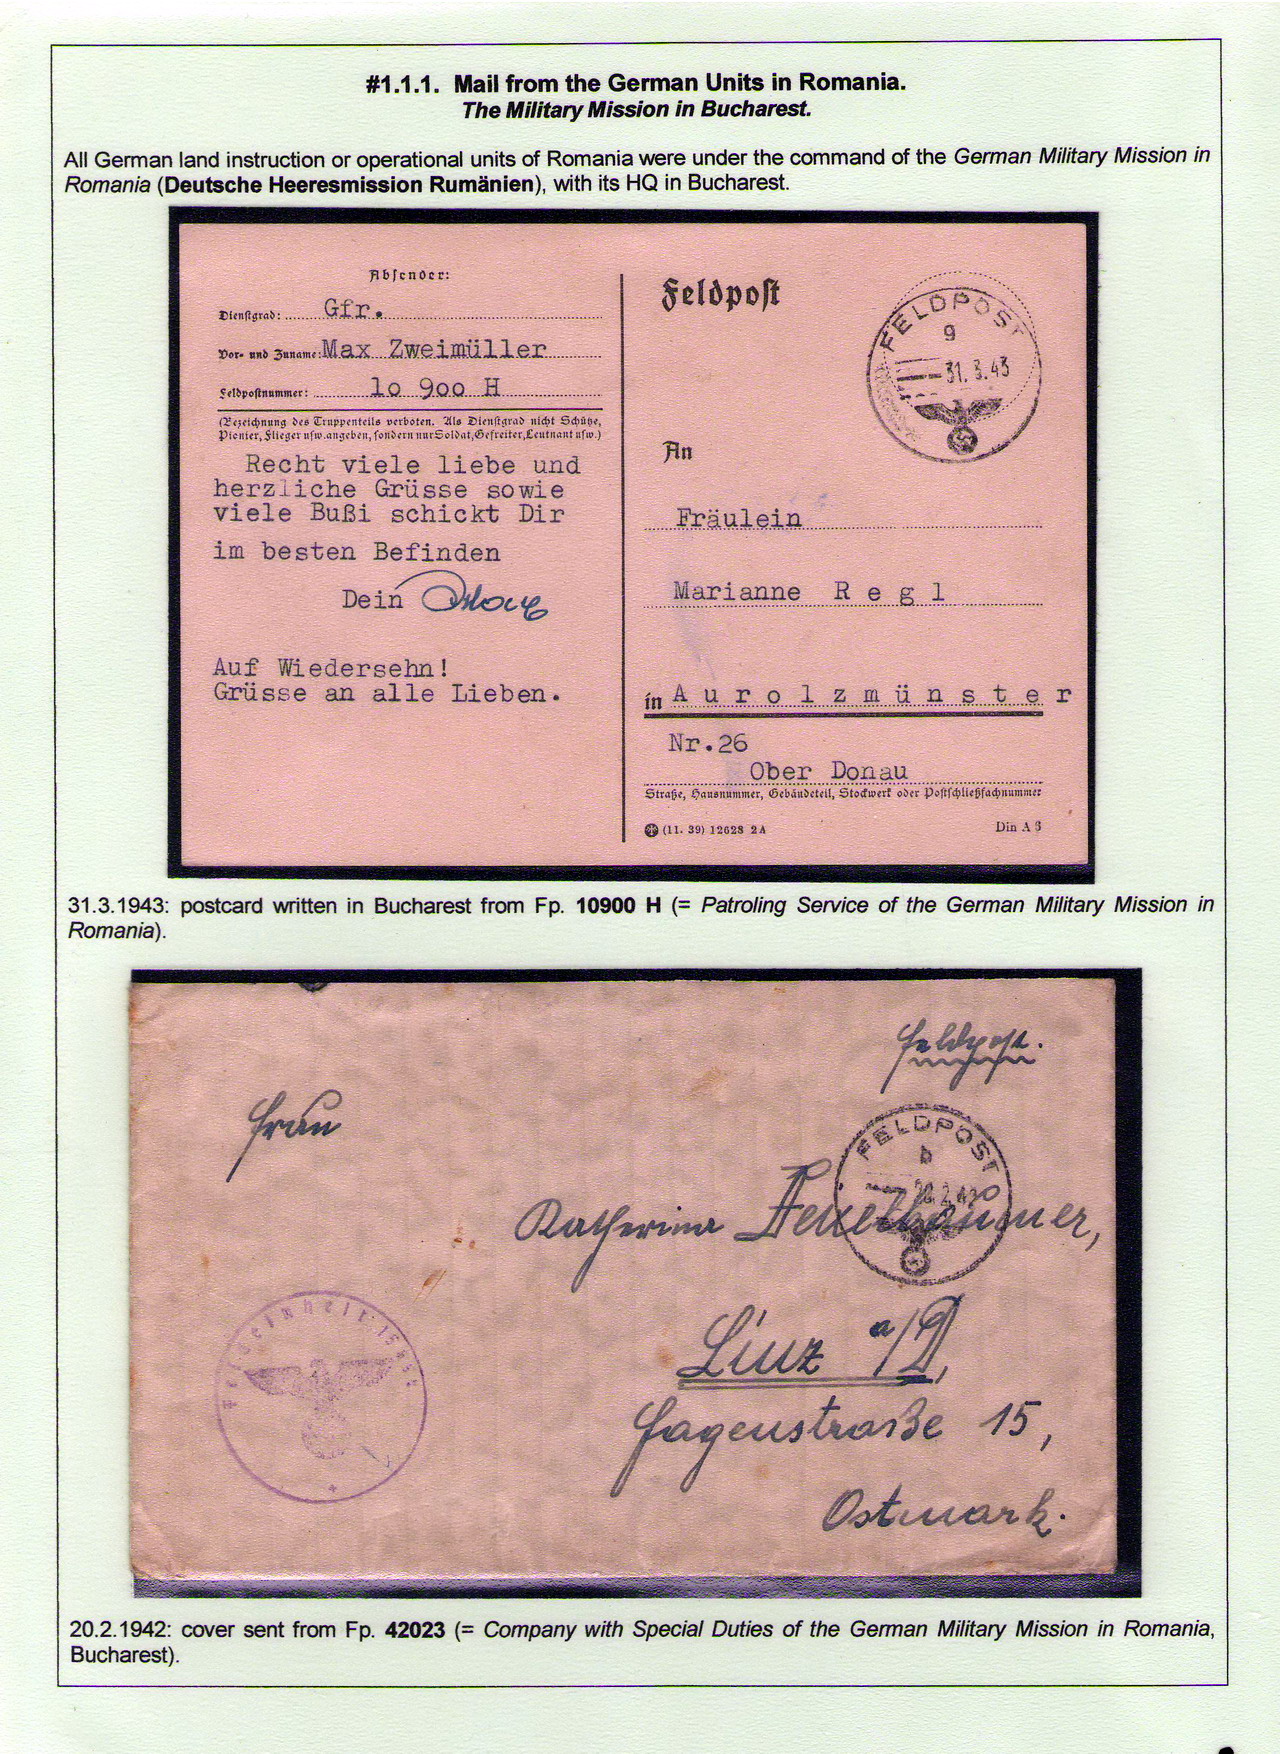 #1.1.1. Mail from the German Units in Romania.
The Military Mission in Bucharest.
All German land instruction or operational units of Romania were under the command of the German Military Mission in
Romania (Deutsche Heeresmission Rumänien), with its HQ in Bucharest.
Absender:
Dienstgrad: Gfr.
Vor- und Zuname: Max Zweimüller
Feldpostnummer: lo 9oo H
(Bezeichnung des Truppenteils verboten. Als Dienstgrad nicht Schütze,
Pionier, Flieger usw. angeben, sondern nur Soldat, Gefreiter, Leutnant usw.)
Recht viele liebe und
herzliche Grüsse sowie
viele Bußi schickt Dir
im besten Befinden
Dein
Auf Wiedersehn!
Grüsse an alle Lieben.
Feldpost
FELDPOST
g
31.3.43
An
Fräulein
Marianne R e g l
in A u r o l z m ü n s t e r
Nr.26
Ober Donau
Straße, Hausnummer, Gebäudeteil, Stockwerk oder Postschließfachnummer
(11. 39) 12628 2A
Din A 6
31.3.1943: postcard written in Bucharest from Fp. 10900 H (= Patroling Service of the German Military Mission in
Romania).
Feldpost.
Frau
FELDPOST
b
Katherina
Linz a/D,
Hagenstraße 15,
Ostmark.
20.2.1942: cover sent from Fp. 42023 (= Company with Special Duties of the German Military Mission in Romania,
Bucharest).